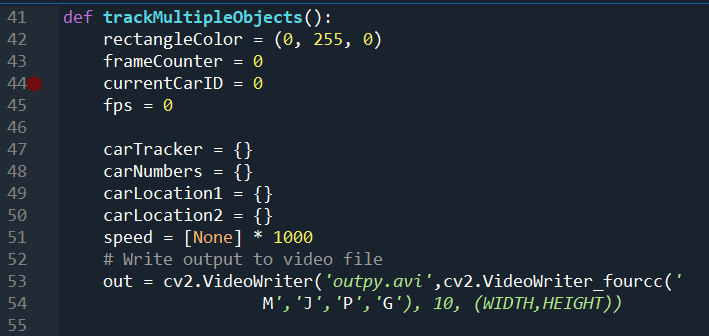 41 def trackMultipleObjects():
42     rectangleColor = (0, 255, 0)
43     frameCounter = 0
44     currentCarID = 0
45     fps = 0
46
47     carTracker = {}
48     carNumbers = {}
49     carLocation1 = {}
50     carLocation2 = {}
51     speed = [None] * 1000
52     # Write output to video file
53     out = cv2.VideoWriter('outpy.avi',cv2.VideoWriter_fourcc('
54                    M','J','P','G'), 10, (WIDTH,HEIGHT))
55